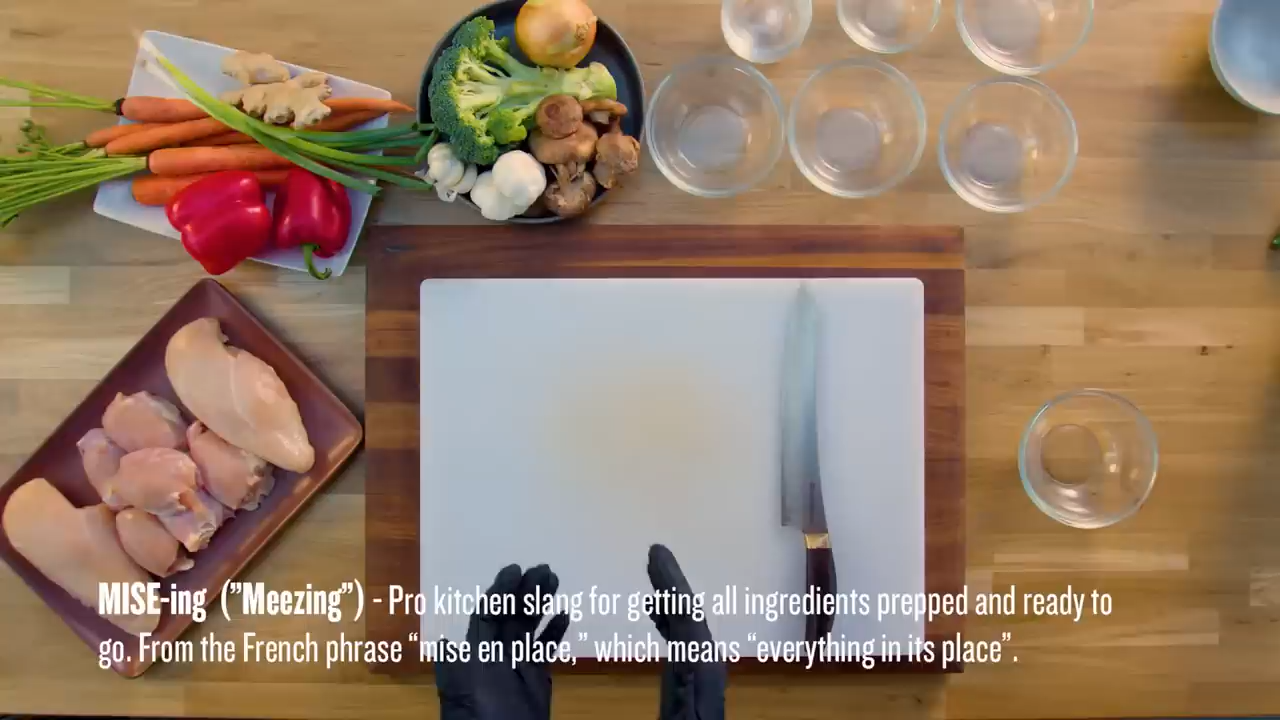 MISE-ing (”Meezing”) - Pro kitchen slang for getting all ingredients prepped and ready to
go. From the French phrase “mise en place,” which means “everything in its place”.